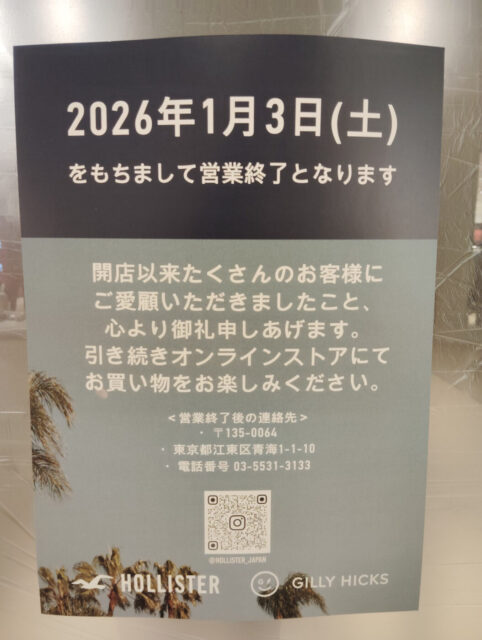 2026年1月3日(土)
をもちまして営業終了となります
開店以来たくさんのお客様に
ご愛顧いただきましたこと、
心より御礼申しあげます。
引き続きオンラインストアにて
お買い物をお楽しみください。
<営業終了後の連絡先>
・〒135-0064
・東京都江東区青海1-1-10
・電話番号 03-5531-3133
@HOLLISTER_JAPAN
HOLLISTER
GILLY HICKS